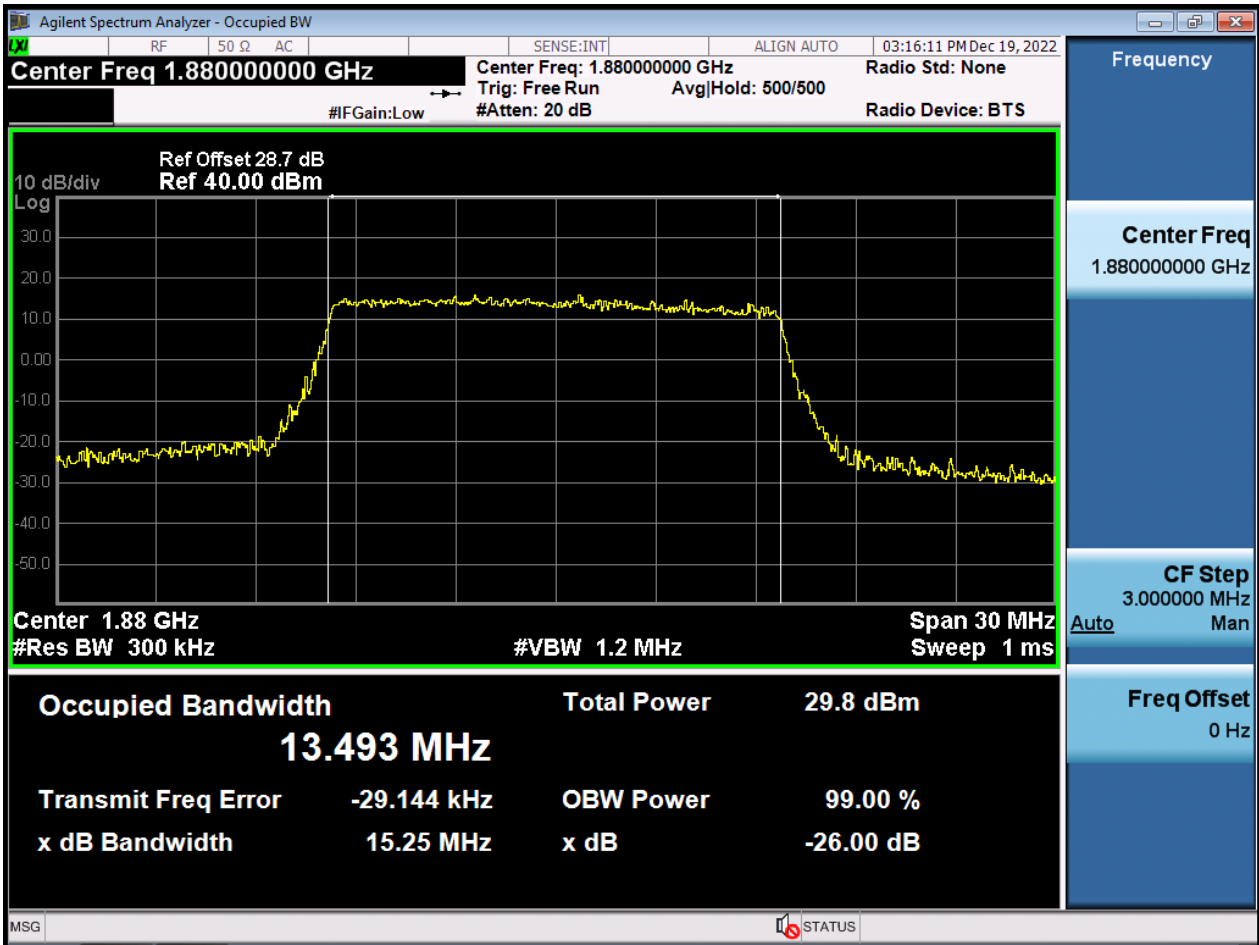 Agilent Spectrum Analyzer - Occupied BW
LXI RF 50 Ω AC SENSE:INT ALIGN AUTO 03:16:11 PM Dec 19, 2022
Center Freq 1.880000000 GHz
Center Freq: 1.880000000 GHz
Radio Std: None
Trig: Free Run Avg|Hold: 500/500
#IFGain:Low
#Atten: 20 dB
Radio Device: BTS
Ref Offset 28.7 dB
10 dB/div Ref 40.00 dBm
Log
30.0
20.0
10.0
0.00
-10.0
-20.0
-30.0
-40.0
-50.0
Center 1.88 GHz Span 30 MHz
#Res BW 300 kHz #VBW 1.2 MHz Sweep 1 ms
Occupied Bandwidth Total Power 29.8 dBm
13.493 MHz
Transmit Freq Error -29.144 kHz OBW Power 99.00 %
x dB Bandwidth 15.25 MHz x dB -26.00 dB
Frequency
Center Freq
1.880000000 GHz
CF Step
3.000000 MHz
Auto Man
Freq Offset
0 Hz
MSG STATUS